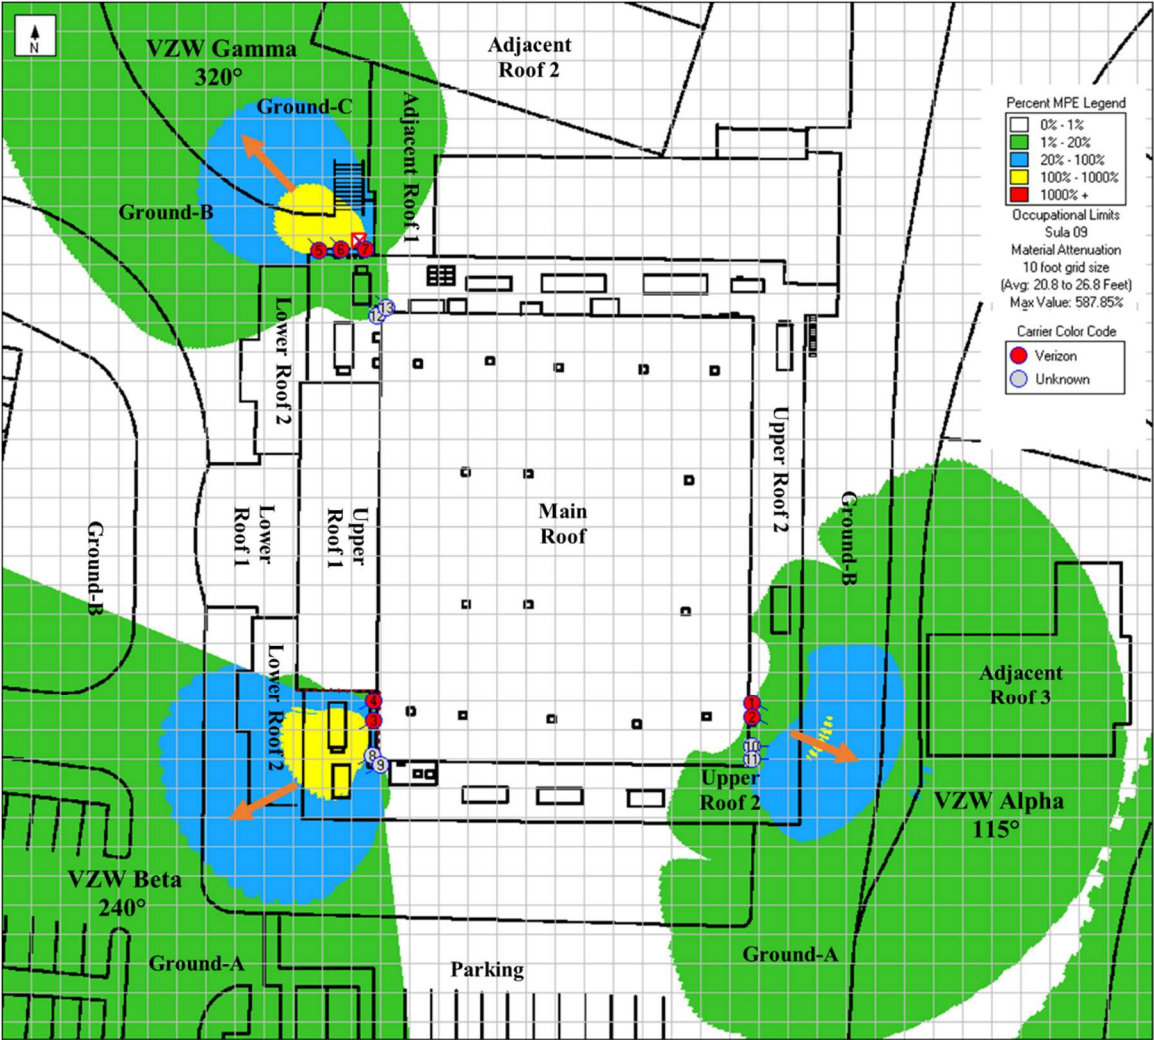 N
VZW Gamma
320°
Adjacent
Roof 2
Ground-C
Adjacent Roof 1
Ground-B
5 6 7
13
12
Percent MPE Legend
0% - 1%
1% - 20%
20% - 100%
100% - 1000%
1000% +
Occupational Limits
Sula 09
Material Attenuation
10 foot grid size
(Avg: 20.8 to 26.8 Feet)
Max Value: 587.85%
Carrier Color Code
Verizon
Unknown
Lower Roof 2
Upper Roof 2
Ground-B
Lower
Roof 1
Upper
Roof 1
Main
Roof
Ground-B
Lower Roof 2
4
3
8
9
1
2
10
11
Adjacent
Roof 3
Upper
Roof 2
VZW Alpha
115°
VZW Beta
240°
Ground-A
Parking
Ground-A